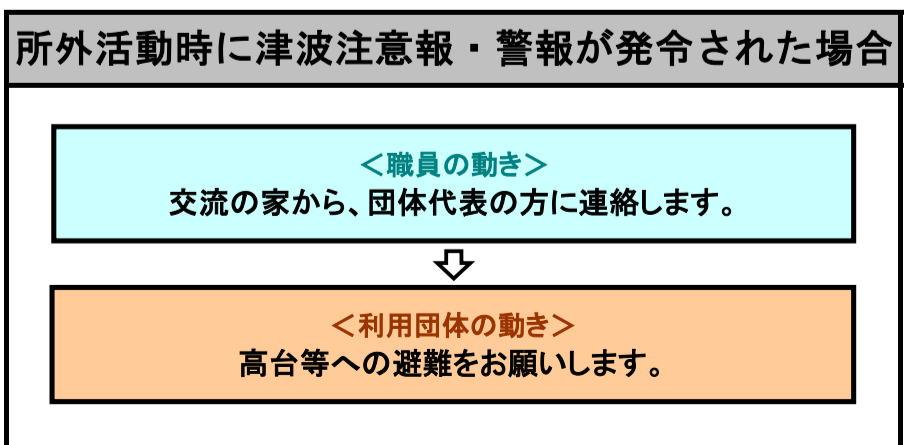 所外活動時に津波注意報・警報が発令された場合
＜職員の動き＞
交流の家から、団体代表の方に連絡します。
＜利用団体の動き＞
高台等への避難をお願いします。